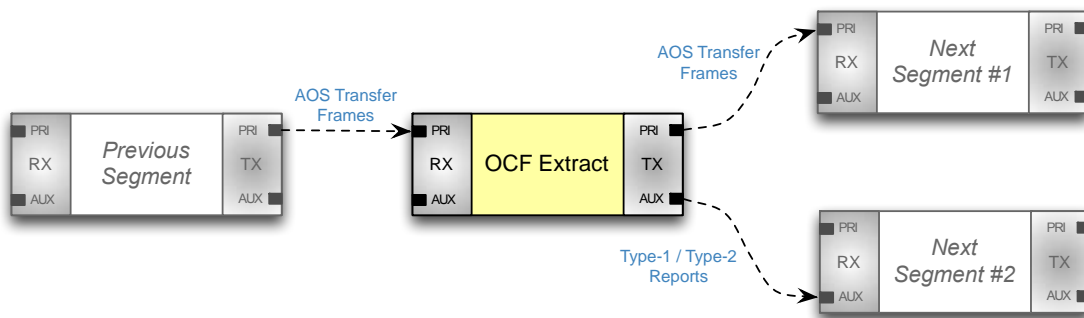 PRI
RX
AUX
Previous
Segment
PRI
TX
AUX
AOS Transfer
Frames
PRI
RX
AUX
OCF Extract
PRI
TX
AUX
AOS Transfer
Frames
PRI
RX
AUX
Next
Segment #1
PRI
TX
AUX
Type-1 / Type-2
Reports
PRI
RX
AUX
Next
Segment #2
PRI
TX
AUX